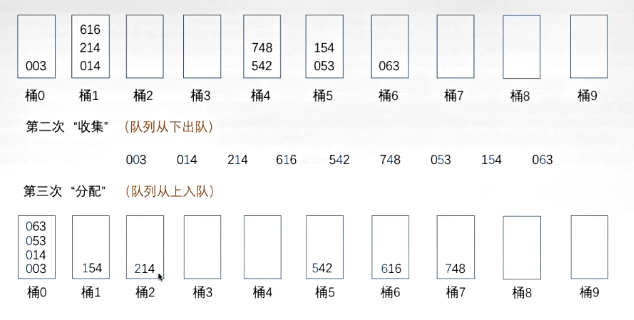 616
214 748 154
003 014 542 053 063
桶0 桶1 桶2 桶3 桶4 桶5 桶6 桶7 桶8 桶9
第二次 “收集” （队列从下出队）
003 014 214 616 542 748 053 154 063
第三次 “分配” （队列从上入队）
063
053
014
003 154 214 542 616 748
桶0 桶1 桶2 桶3 桶4 桶5 桶6 桶7 桶8 桶9